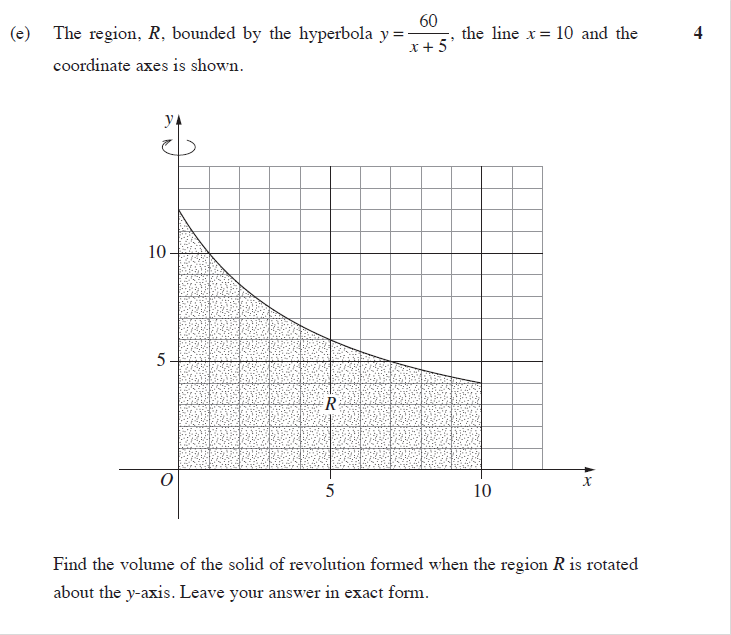 (e) The region, R, bounded by the hyperbola y = 60/(x + 5), the line x = 10 and the 4
coordinate axes is shown.
y
10
5
R
O
5
10
x
Find the volume of the solid of revolution formed when the region R is rotated
about the y-axis. Leave your answer in exact form.